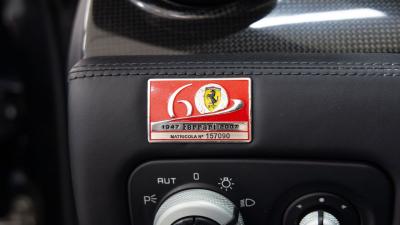 60
1947 Ferrari 2007
MATRICOLA N° 157090
AUT 0